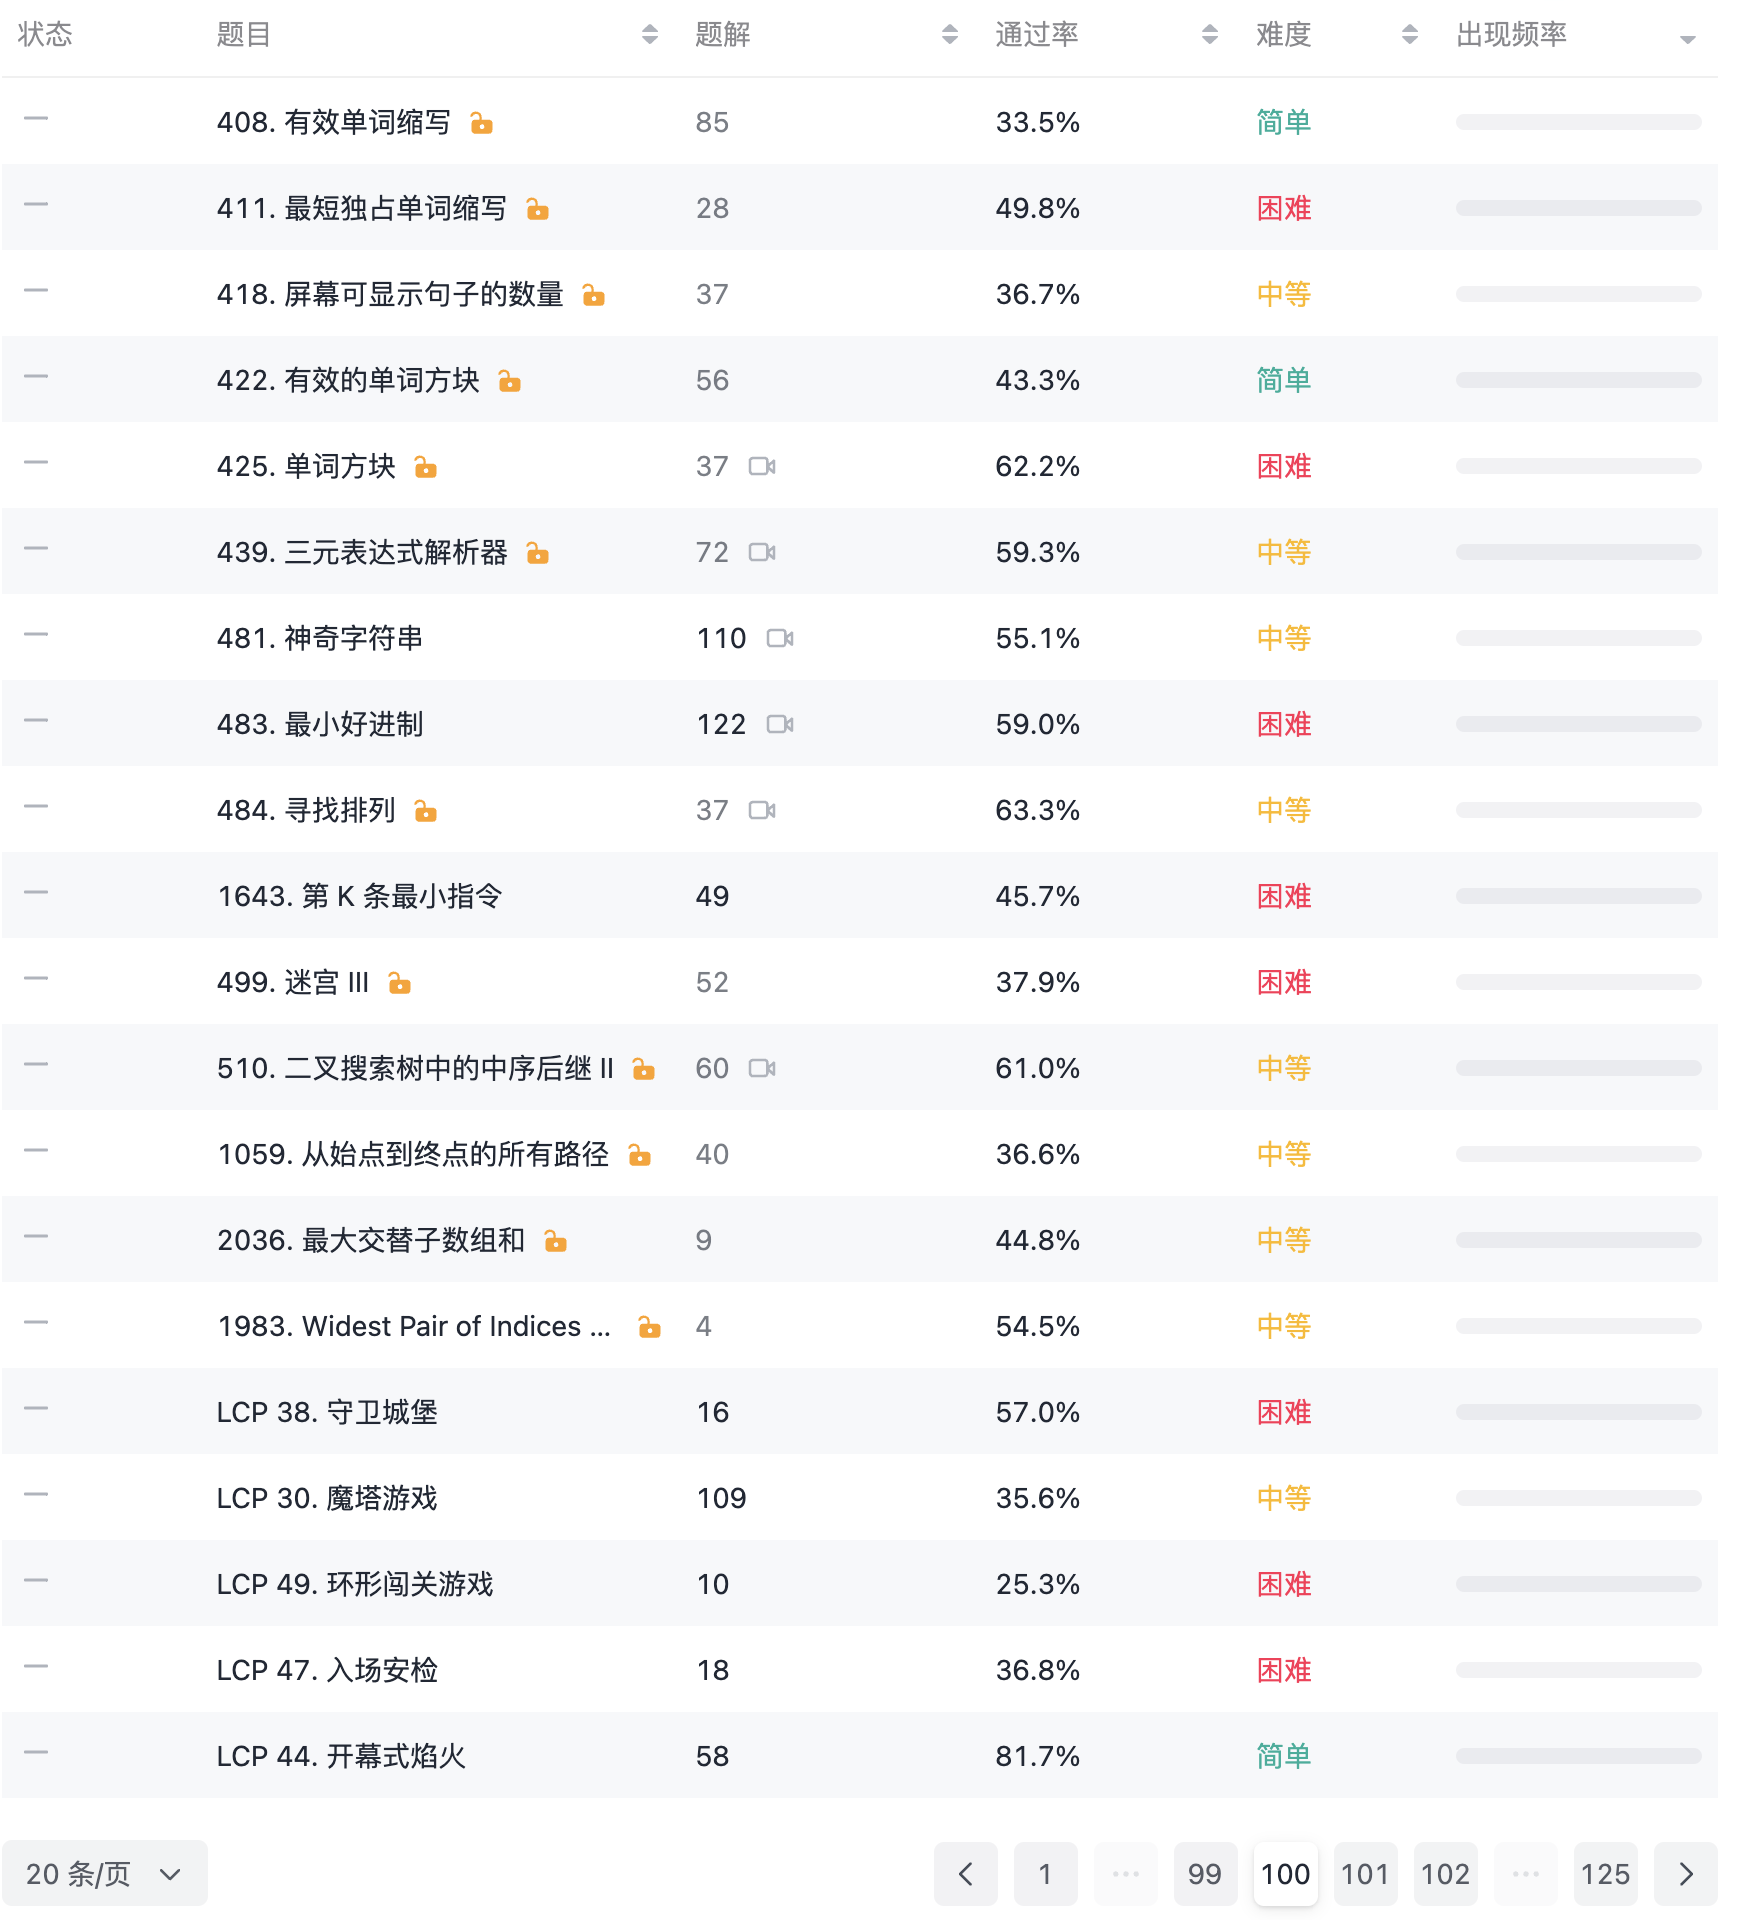 状态 题目 题解 通过率 难度 出现频率
408. 有效单词缩写 85 33.5% 简单
411. 最短独占单词缩写 28 49.8% 困难
418. 屏幕可显示句子的数量 37 36.7% 中等
422. 有效的单词方块 56 43.3% 简单
425. 单词方块 37 62.2% 困难
439. 三元表达式解析器 72 59.3% 中等
481. 神奇字符串 110 55.1% 中等
483. 最小好进制 122 59.0% 困难
484. 寻找排列 37 63.3% 中等
1643. 第 K 条最小指令 49 45.7% 困难
499. 迷宫 III 52 37.9% 困难
510. 二叉搜索树中的中序后继 II 60 61.0% 中等
1059. 从始点到终点的所有路径 40 36.6% 中等
2036. 最大交替子数组和 9 44.8% 中等
1983. Widest Pair of Indices ... 4 54.5% 中等
LCP 38. 守卫城堡 16 57.0% 困难
LCP 30. 魔塔游戏 109 35.6% 中等
LCP 49. 环形闯关游戏 10 25.3% 困难
LCP 47. 入场安检 18 36.8% 困难
LCP 44. 开幕式焰火 58 81.7% 简单
20 条/页 1 ... 99 100 101 102 ... 125